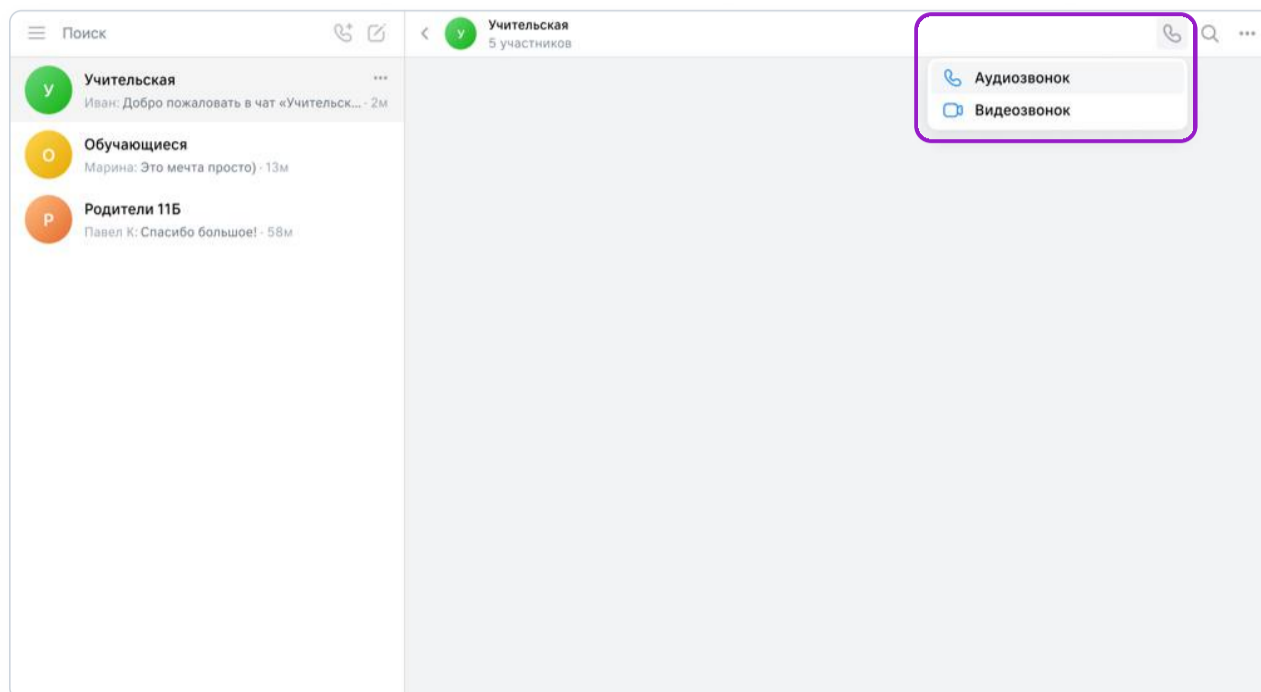 Поиск
У
Учительская
Иван: Добро пожаловать в чат «Учительск... · 2м
О
Обучающиеся
Марина: Это мечта просто) · 13м
Р
Родители 11Б
Павел К: Спасибо большое! · 58м
У
Учительская
5 участников
Аудиозвонок
Видеозвонок